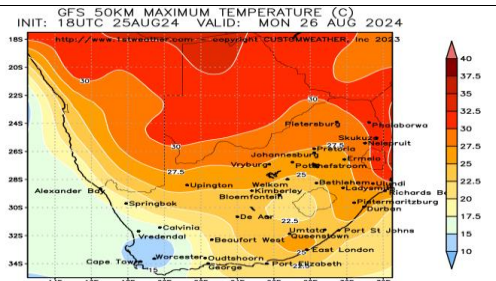 GFS 50KM MAXIMUM TEMPERATURE (C)
INIT: 18UTC 25AUG24 VALID: MON 26 AUG 2024
http://www.1stweather.com - copyright CUSTOMWEATHER, Inc 2023
18S
20S
22S
25S
28S
30S
32S
34S
30
30
30
27.5
27.5
25
22.5
15
Pietersburg
Phalaborwa
Skukuza
Nelspruit
Pretoria
Johannesburg
Ermelo
Vryburg
Potchefstroom
Upington
Welkom
Bethlehem
Ulundi
Kimberley
Ladysmith
Richards Ba
Bloemfontein
Alexander Bay
Pietermaritzburg
Springbok
Durban
De Aar
Calvinia
Umtata
Port St Johns
Vredendal
Queenstown
Beaufort West
East London
Worcester
Oudtshoorn
Cape Town
George
Port Elizabeth
40
37.5
35
32.5
30
27.5
25
22.5
20
17.5
15
10